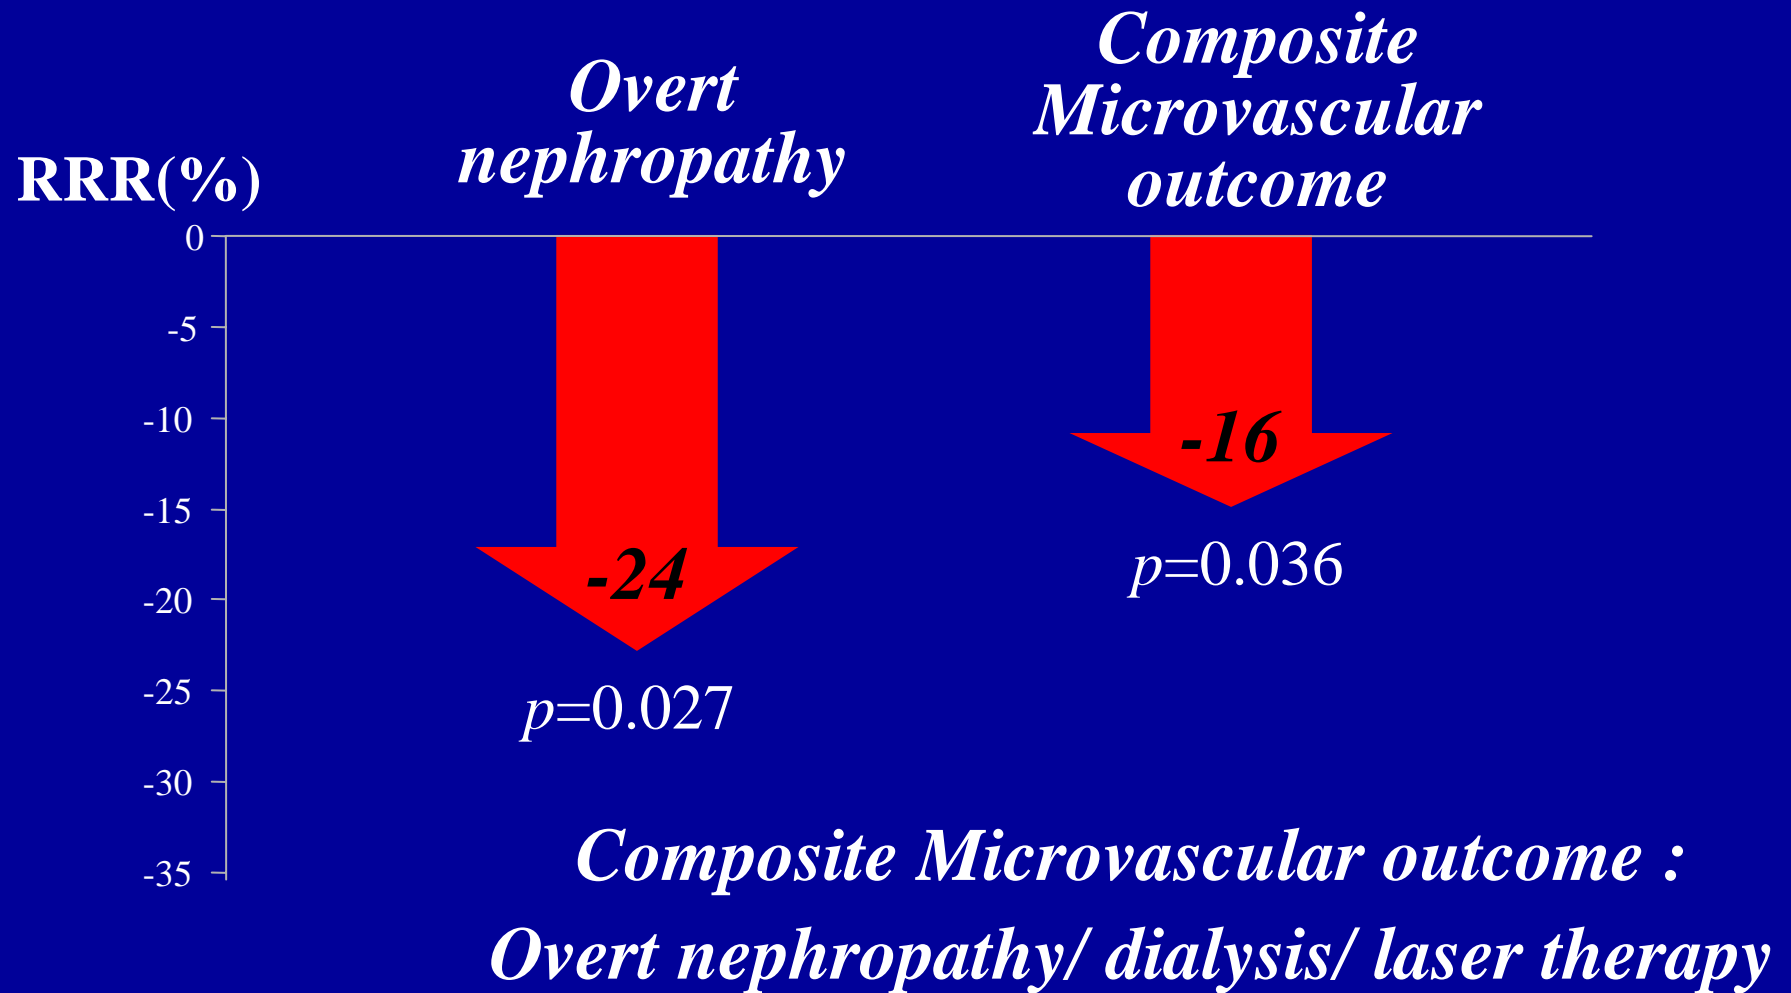 Overt
nephropathy
Composite
Microvascular
outcome
RRR(%)
0
-5
-10
-15
-20
-25
-30
-35
-24
p=0.027
-16
p=0.036
Composite Microvascular outcome :
Overt nephropathy/ dialysis/ laser therapy